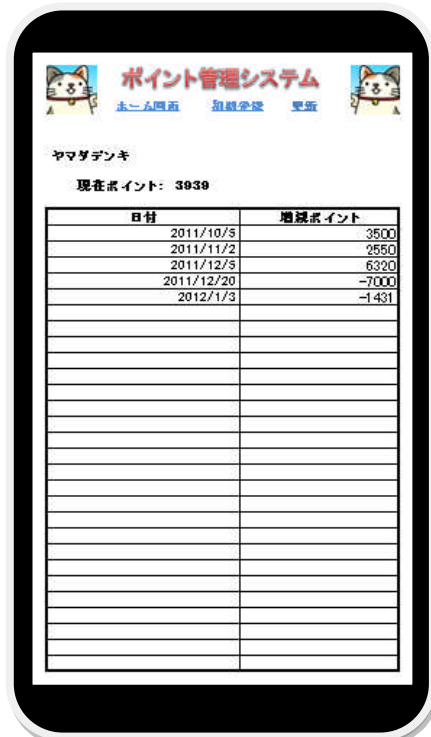 ポイント管理システム
ホーム画面 初期登録 更新
ヤマダデンキ
現在ポイント: 3939
日付 増減ポイント
2011/10/5 3500
2011/11/2 2550
2011/12/5 6320
2011/12/20 -7000
2012/1/3 -1431